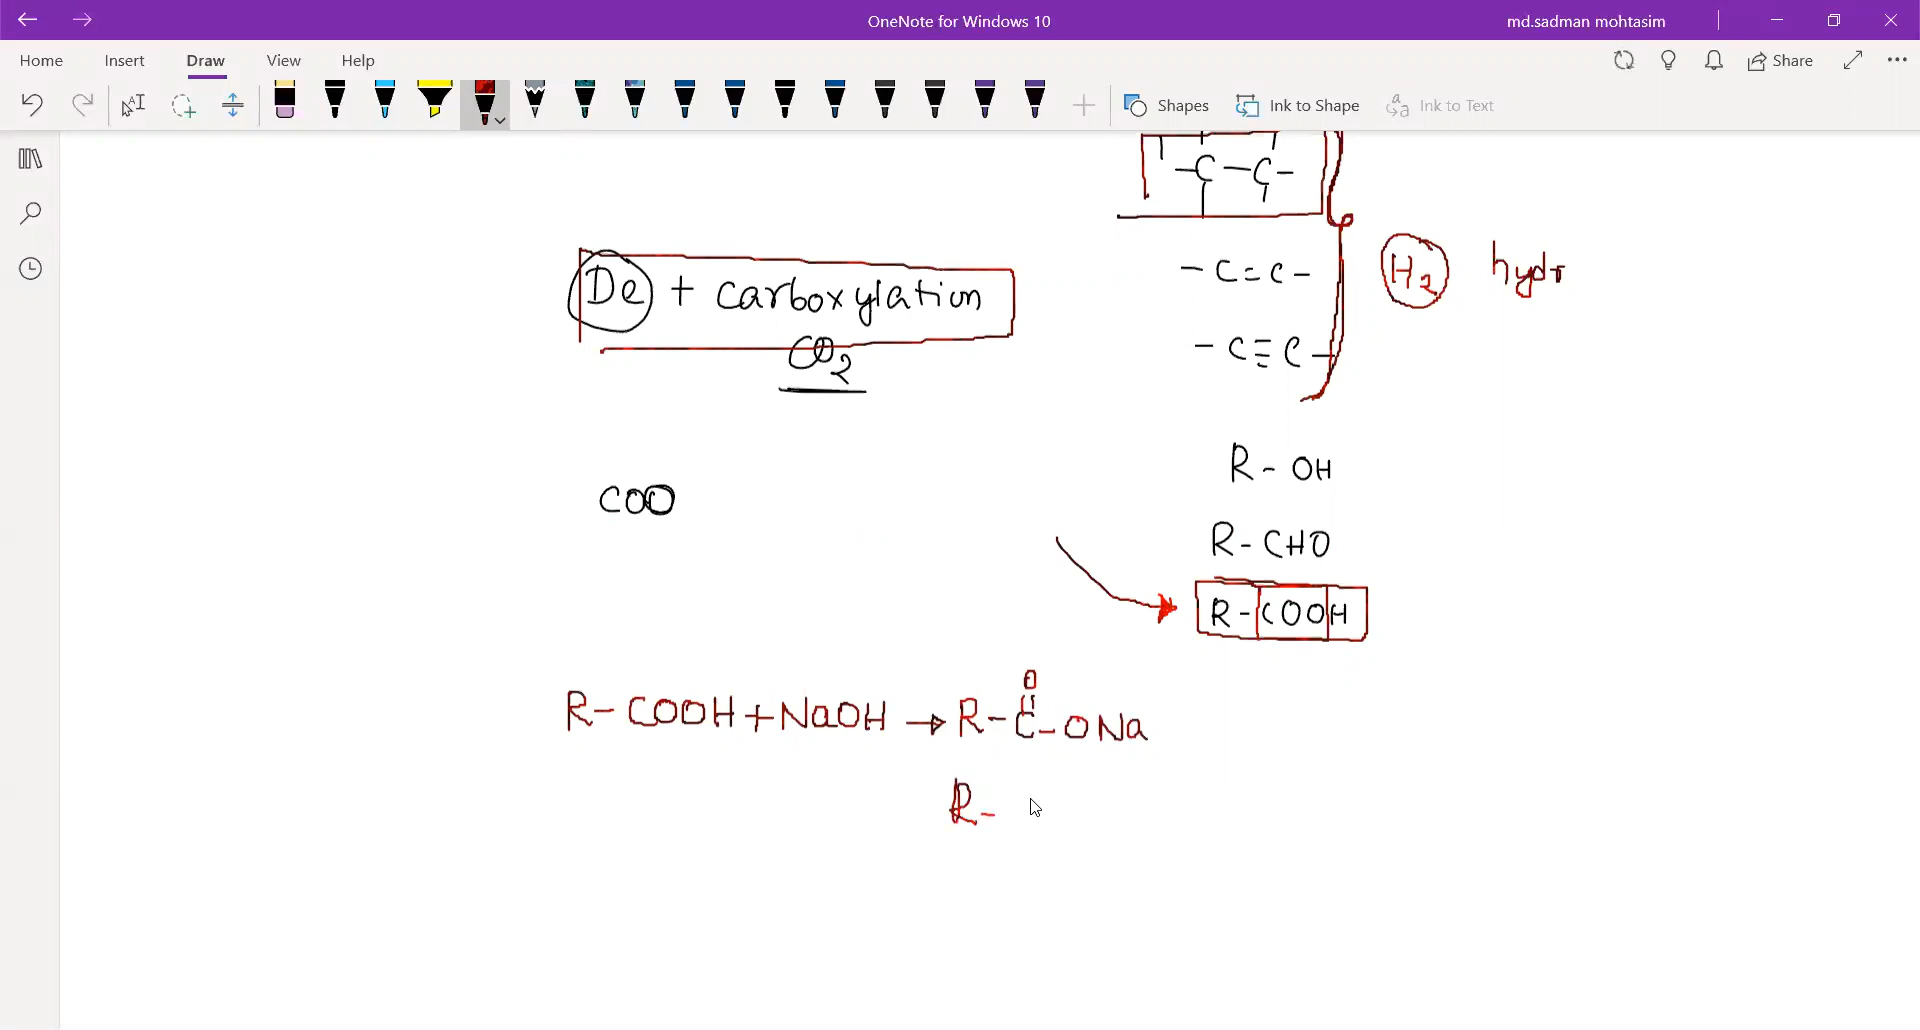 OneNote for Windows 10
md.sadman mohtasim
Home Insert Draw View Help
Share
Shapes Ink to Shape Ink to Text
-C-C-
De + carboxylation
CO2
-C=C-
H2 hydr
-C≡C-
R-OH
COO
R-CHO
R-COOH
O
R-COOH+NaOH→R-C-ONa
R-